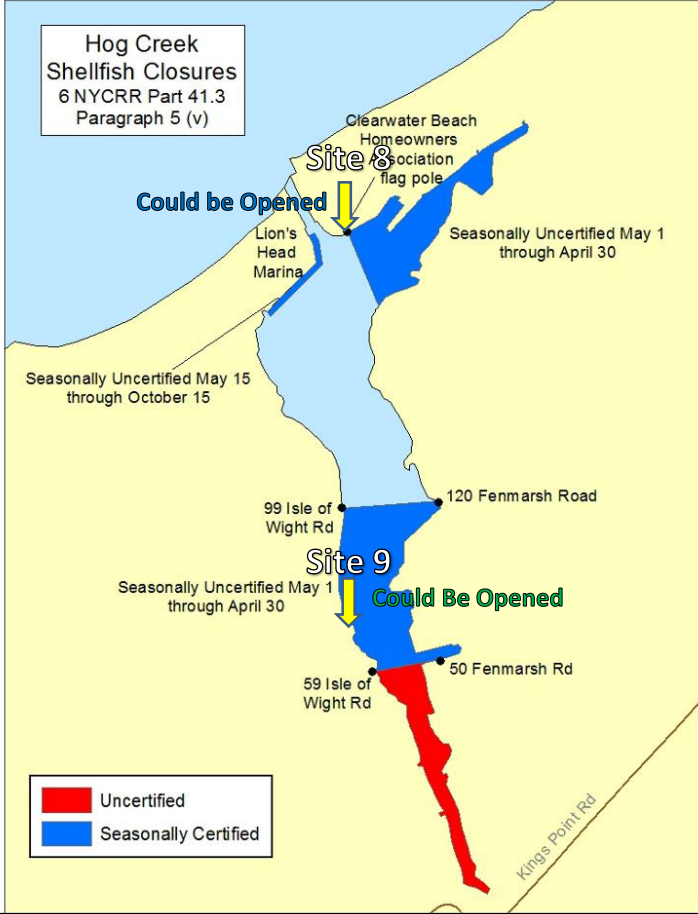 Hog Creek
Shellfish Closures
6 NYCRR Part 41.3
Paragraph 5 (v)
Clearwater Beach
Homeowners
Association
flag pole
Site 8
Could be Opened
Lion's
Head
Marina
Seasonally Uncertified May 1
through April 30
Seasonally Uncertified May 15
through October 15
99 Isle of
Wight Rd
120 Fenmarsh Road
Site 9
Seasonally Uncertified May 1
through April 30
Could Be Opened
59 Isle of
Wight Rd
50 Fenmarsh Rd
Uncertified
Seasonally Certified
Kings Point Rd